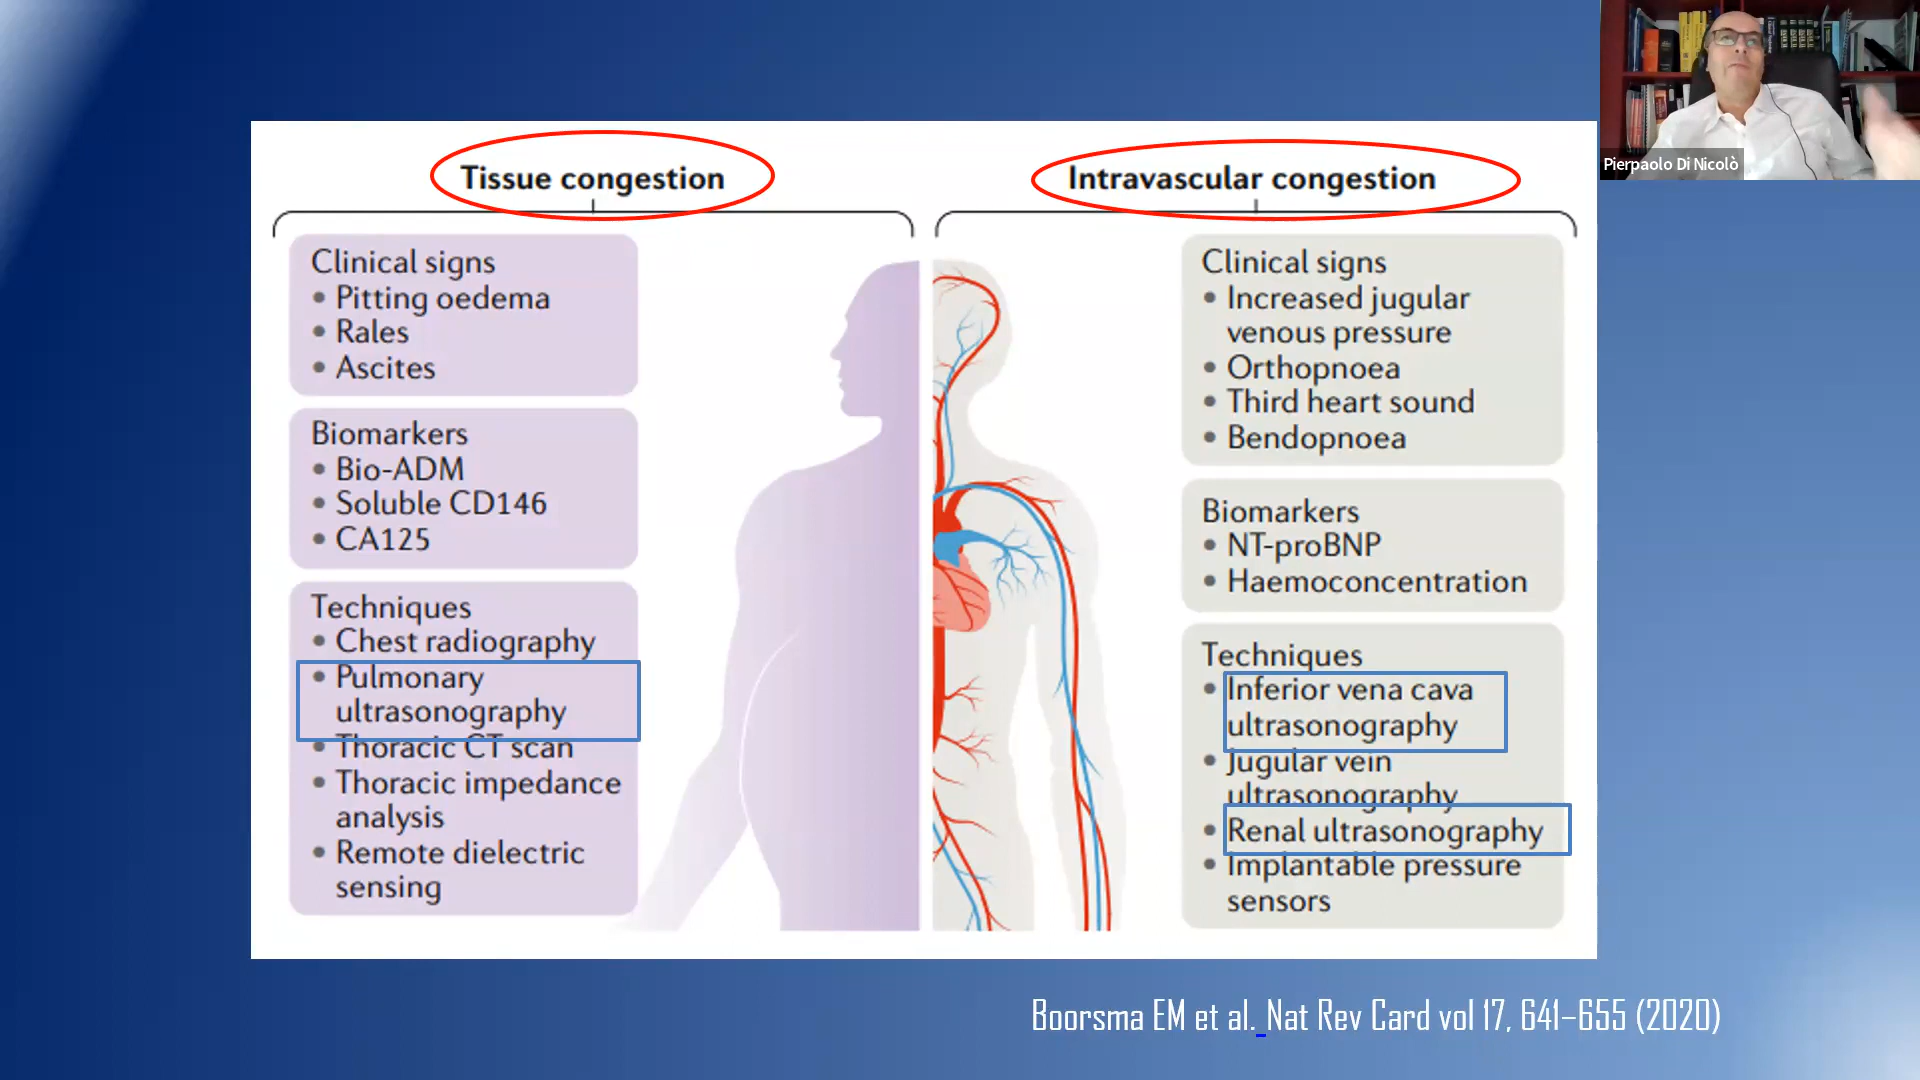 Pierpaolo Di Nicolò
Tissue congestion
Clinical signs
• Pitting oedema
• Rales
• Ascites
Biomarkers
• Bio-ADM
• Soluble CD146
• CA125
Techniques
• Chest radiography
• Pulmonary
ultrasonography
• Thoracic CT scan
• Thoracic impedance
analysis
• Remote dielectric
sensing
Intravascular congestion
Clinical signs
• Increased jugular
venous pressure
• Orthopnoea
• Third heart sound
• Bendopnoea
Biomarkers
• NT-proBNP
• Haemoconcentration
Techniques
• Inferior vena cava
ultrasonography
• Jugular vein
ultrasonography
• Renal ultrasonography
• Implantable pressure
sensors
Boorsma EM et al. Nat Rev Card vol 17, 641–655 (2020)